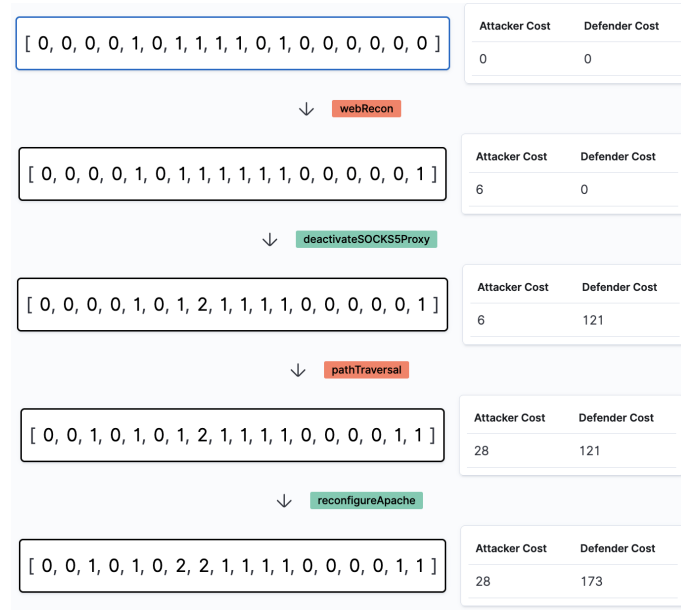 [ 0, 0, 0, 0, 1, 0, 1, 1, 1, 1, 0, 1, 0, 0, 0, 0, 0, 0 ]
Attacker Cost Defender Cost
0 0
webRecon
[ 0, 0, 0, 0, 1, 0, 1, 1, 1, 1, 1, 1, 0, 0, 0, 0, 0, 1 ]
Attacker Cost Defender Cost
6 0
deactivateSOCKS5Proxy
[ 0, 0, 0, 0, 1, 0, 1, 2, 1, 1, 1, 1, 0, 0, 0, 0, 0, 1 ]
Attacker Cost Defender Cost
6 121
pathTraversal
[ 0, 0, 1, 0, 1, 0, 1, 2, 1, 1, 1, 1, 0, 0, 0, 0, 1, 1 ]
Attacker Cost Defender Cost
28 121
reconfigureApache
[ 0, 0, 1, 0, 1, 0, 2, 2, 1, 1, 1, 1, 0, 0, 0, 0, 1, 1 ]
Attacker Cost Defender Cost
28 173